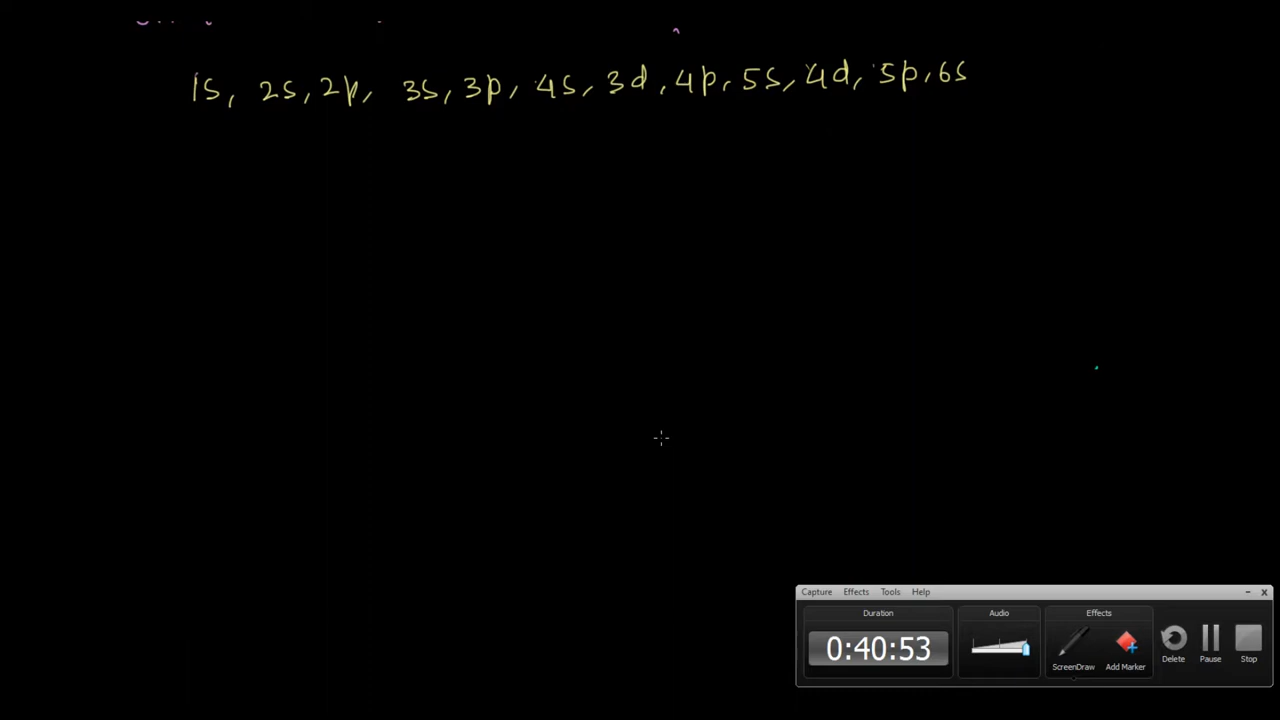 1s, 2s, 2p, 3s, 3p, 4s, 3d, 4p, 5s, 4d, 5p, 6s
Capture Effects Tools Help
Duration Audio Effects
0:40:53
ScreenDraw Add Marker Delete Pause Stop